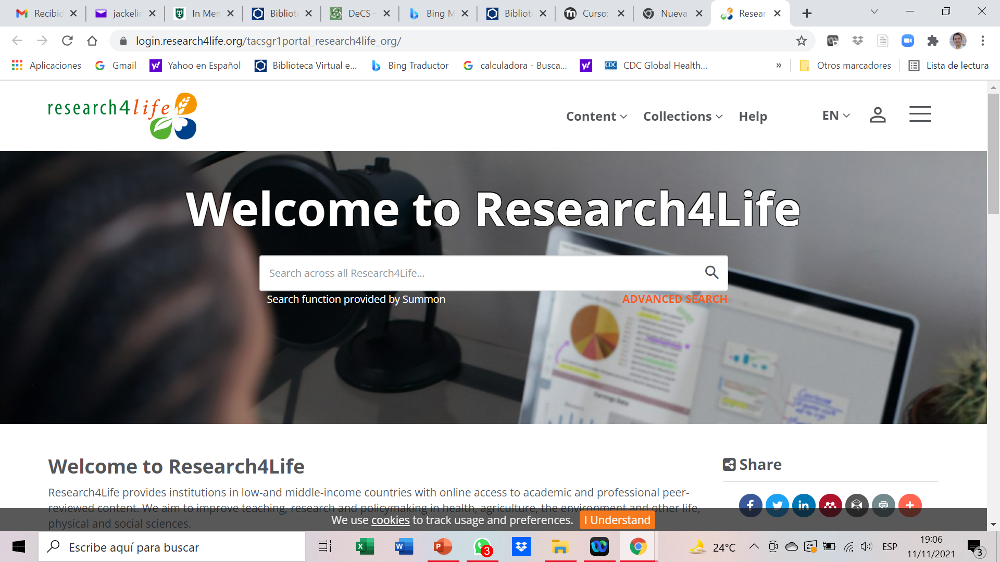 Recibid
jackelin
In Mem
Bibliote
DeCS -
Bing M
Bibliote
Curso:
Nueva
Resear
login.research4life.org/tacsgr1portal_research4life_org/
Aplicaciones
Gmail
Yahoo en Español
Biblioteca Virtual e...
Bing Traductor
calculadora - Busca...
CDC Global Health...
»
Otros marcadores
Lista de lectura
research4life
Content
Collections
Help
EN
Welcome to Research4Life
Search across all Research4Life...
Search function provided by Summon
ADVANCED SEARCH
Welcome to Research4Life
Share
Research4Life provides institutions in low-and middle-income countries with online access to academic and professional peer-
reviewed content. We aim to improve teaching, research and policymaking in health, agriculture, the environment and other life,
physical and social sciences.
We use cookies to track usage and preferences.
I Understand
Escribe aquí para buscar
3
24°C
ESP
19:06
11/11/2021
3